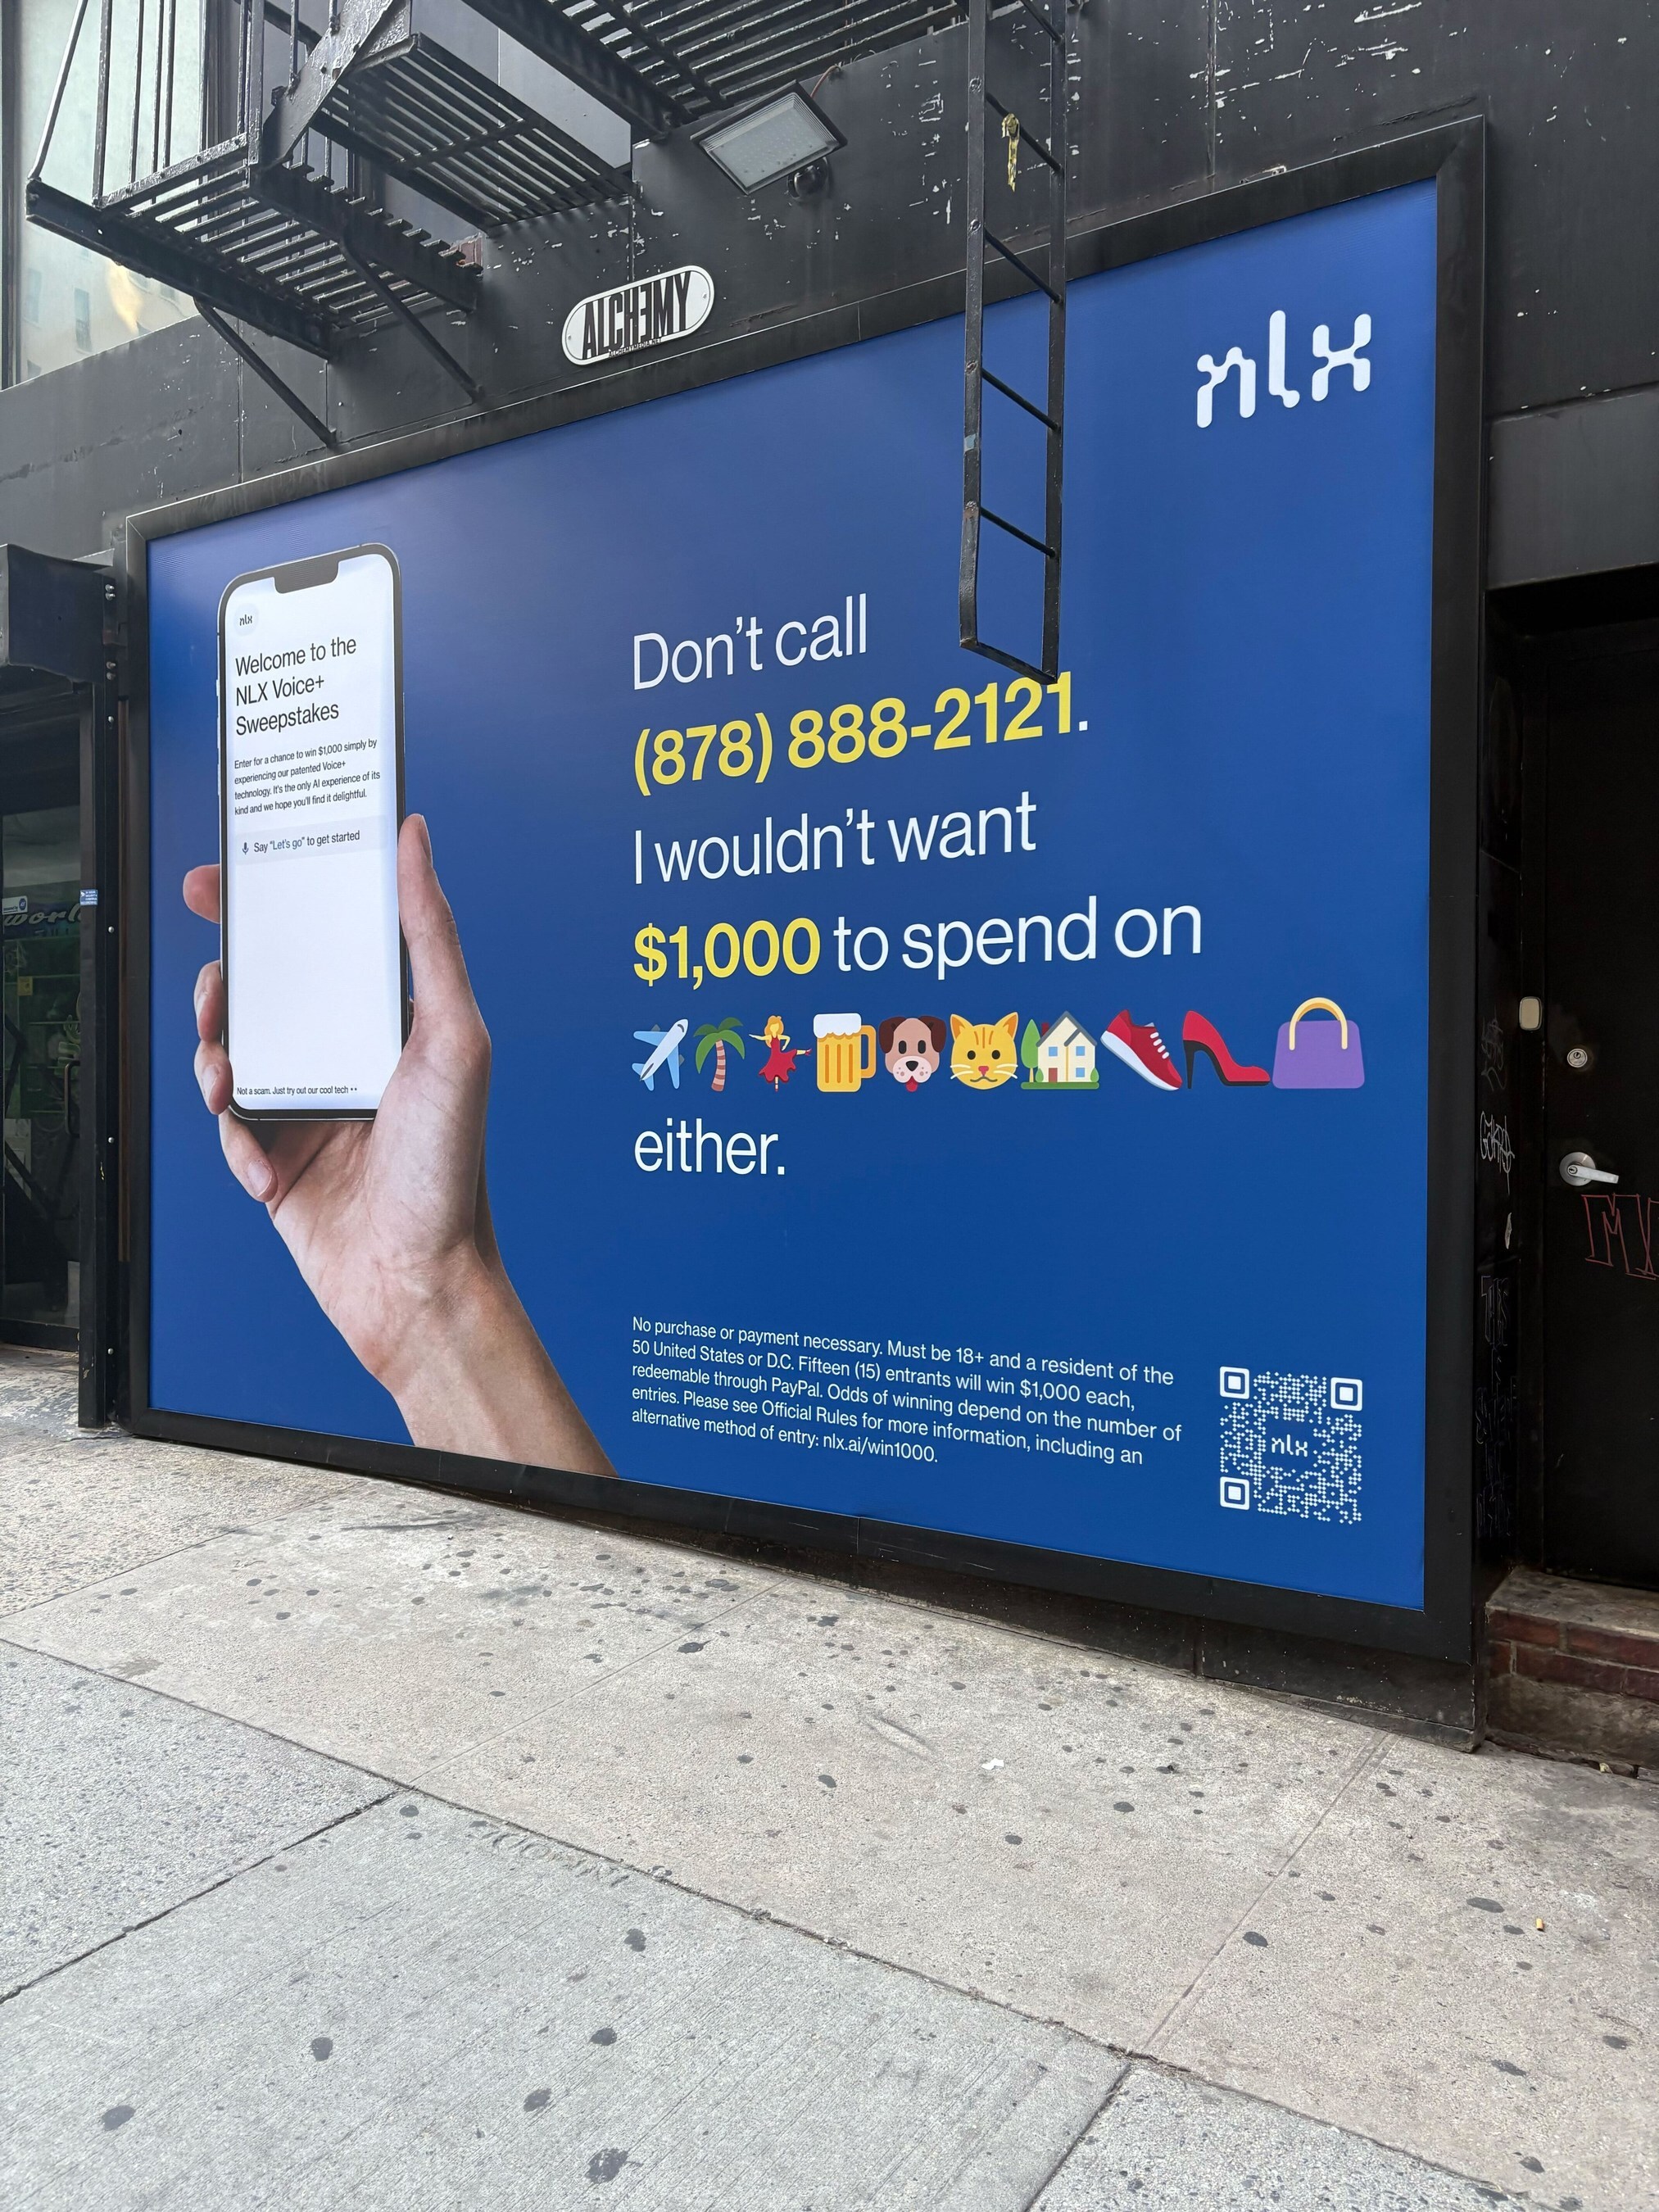 ALCHEMY
ALCHEMYMEDIA.NET
nlx
nlx
Welcome to the
NLX Voice+
Sweepstakes
Enter for a chance to win $1,000 simply by
experiencing our patented Voice+
technology. It's the only AI experience of its
kind and we hope you'll find it delightful.
Say "Let's go" to get started
Not a scam. Just try out our cool tech
Don't call
(878) 888-2121.
I wouldn't want
$1,000 to spend on
either.
No purchase or payment necessary. Must be 18+ and a resident of the
50 United States or D.C. Fifteen (15) entrants will win $1,000 each,
redeemable through PayPal. Odds of winning depend on the number of
entries. Please see Official Rules for more information, including an
alternative method of entry: nlx.ai/win1000.
nlx